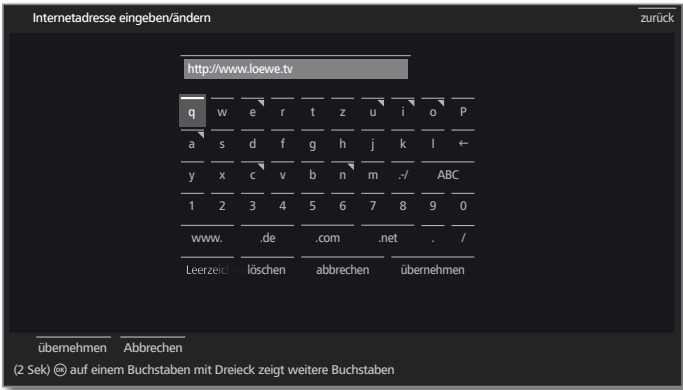 Internetadresse eingeben/ändern zurück
http://www.loewe.tv
q w e r t z u i o P
a s d f g h j k l ←
y x c v b n m .-/ ABC
1 2 3 4 5 6 7 8 9 0
www. .de .com .net . /
Leerzeic löschen abbrechen übernehmen
übernehmen Abbrechen
(2 Sek) OK auf einem Buchstaben mit Dreieck zeigt weitere Buchstaben